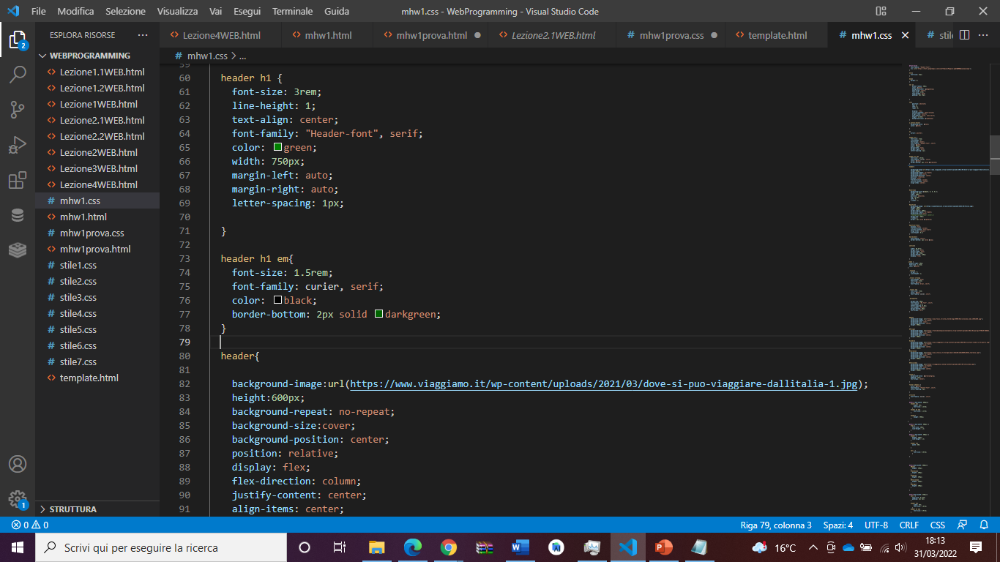 File Modifica Selezione Visualizza Vai Esegui Terminale Guida mhw1.css - WebProgramming - Visual Studio Code
ESPLORA RISORSE ...
Lezione4WEB.html mhw1.html mhw1prova.html Lezione2.1WEB.html mhw1prova.css template.html # mhw1.css stile
WEBPROGRAMMING
# mhw1.css > ...
Lezione1.1WEB.html
Lezione1.2WEB.html
Lezione1WEB.html
Lezione2.1WEB.html
Lezione2.2WEB.html
Lezione2WEB.html
Lezione3WEB.html
Lezione4WEB.html
# mhw1.css
mhw1.html
# mhw1prova.css
mhw1prova.html
# stile1.css
# stile2.css
# stile3.css
# stile4.css
# stile5.css
# stile6.css
# stile7.css
template.html
STRUTTURA
2
1
59
60 header h1 {
61 font-size: 3rem;
62 line-height: 1;
63 text-align: center;
64 font-family: "Header-font", serif;
65 color: green;
66 width: 750px;
67 margin-left: auto;
68 margin-right: auto;
69 letter-spacing: 1px;
70
71 }
72
73 header h1 em{
74 font-size: 1.5rem;
75 font-family: curier, serif;
76 color: black;
77 border-bottom: 2px solid darkgreen;
78 }
79
80 header{
81
82 background-image:url(https://www.viaggiamo.it/wp-content/uploads/2021/03/dove-si-puo-viaggiare-dallitalia-1.jpg);
83 height:600px;
84 background-repeat: no-repeat;
85 background-size:cover;
86 background-position: center;
87 position: relative;
88 display: flex;
89 flex-direction: column;
90 justify-content: center;
91 align-items: center;
0 0 Riga 79, colonna 3 Spazi: 4 UTF-8 CRLF CSS
Scrivi qui per eseguire la ricerca
16°C
18:13
31/03/2022